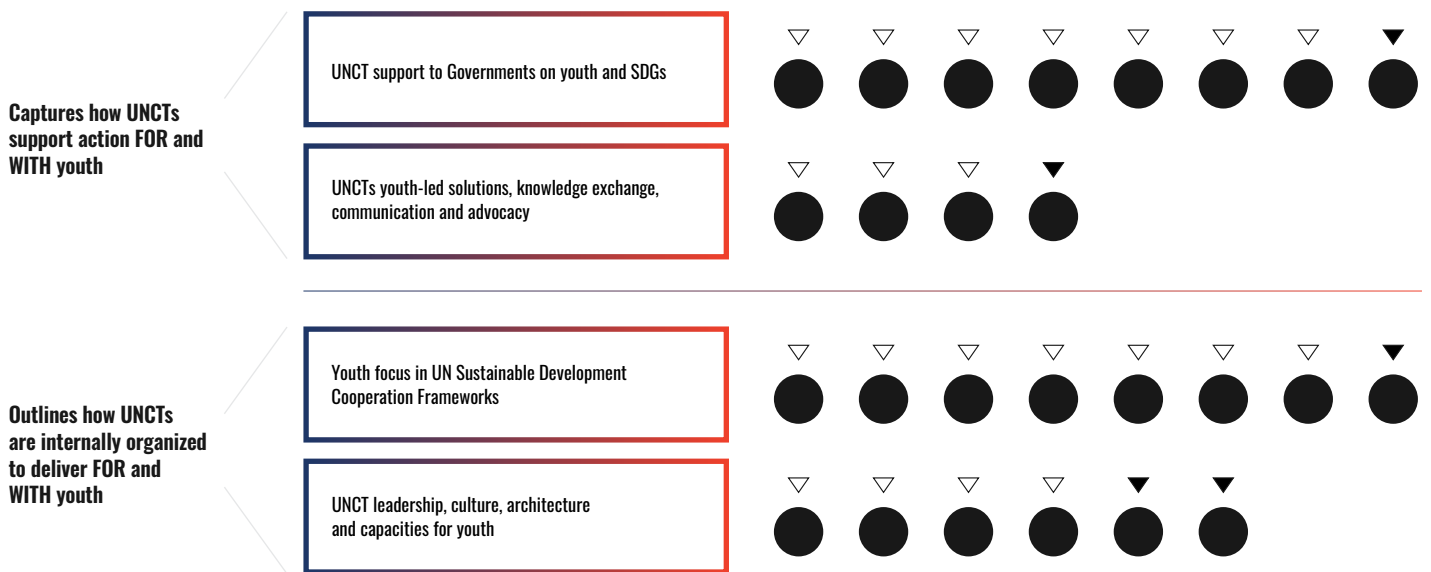 Captures how UNCTs
support action FOR and
WITH youth
UNCT support to Governments on youth and SDGs
UNCTs youth-led solutions, knowledge exchange,
communication and advocacy
Outlines how UNCTs
are internally organized
to deliver FOR and
WITH youth
Youth focus in UN Sustainable Development
Cooperation Frameworks
UNCT leadership, culture, architecture
and capacities for youth